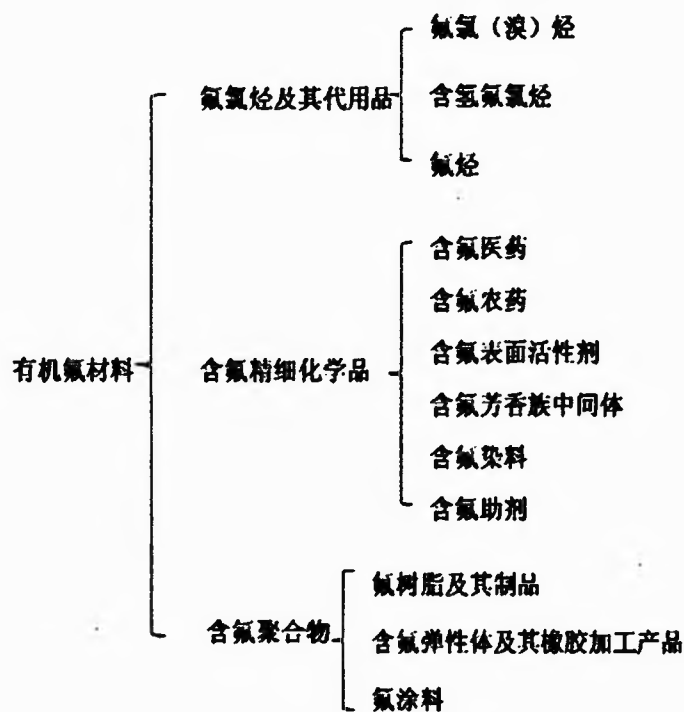 氟氯（溴）烃
氟氯烃及其代用品
含氢氟氯烃
氟烃
含氟医药
含氟农药
含氟表面活性剂
有机氟材料
含氟精细化学品
含氟芳香族中间体
含氟染料
含氟助剂
氟树脂及其制品
含氟聚合物
含氟弹性体及其橡胶加工产品
氟涂料